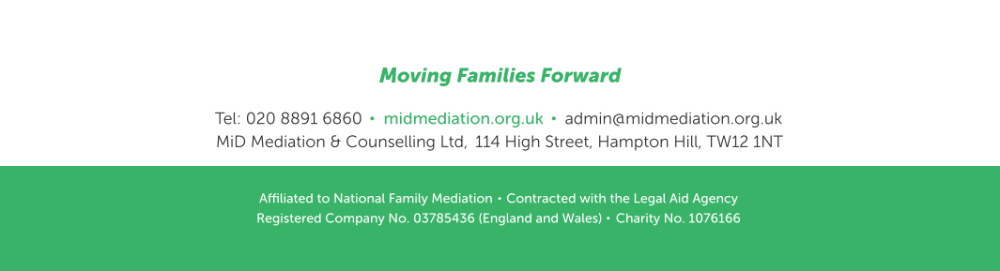 Moving Families Forward
Tel: 020 8891 6860 • midmediation.org.uk • admin@midmediation.org.uk
MiD Mediation & Counselling Ltd, 114 High Street, Hampton Hill, TW12 1NT
Affiliated to National Family Mediation • Contracted with the Legal Aid Agency
Registered Company No. 03785436 (England and Wales) • Charity No. 1076166